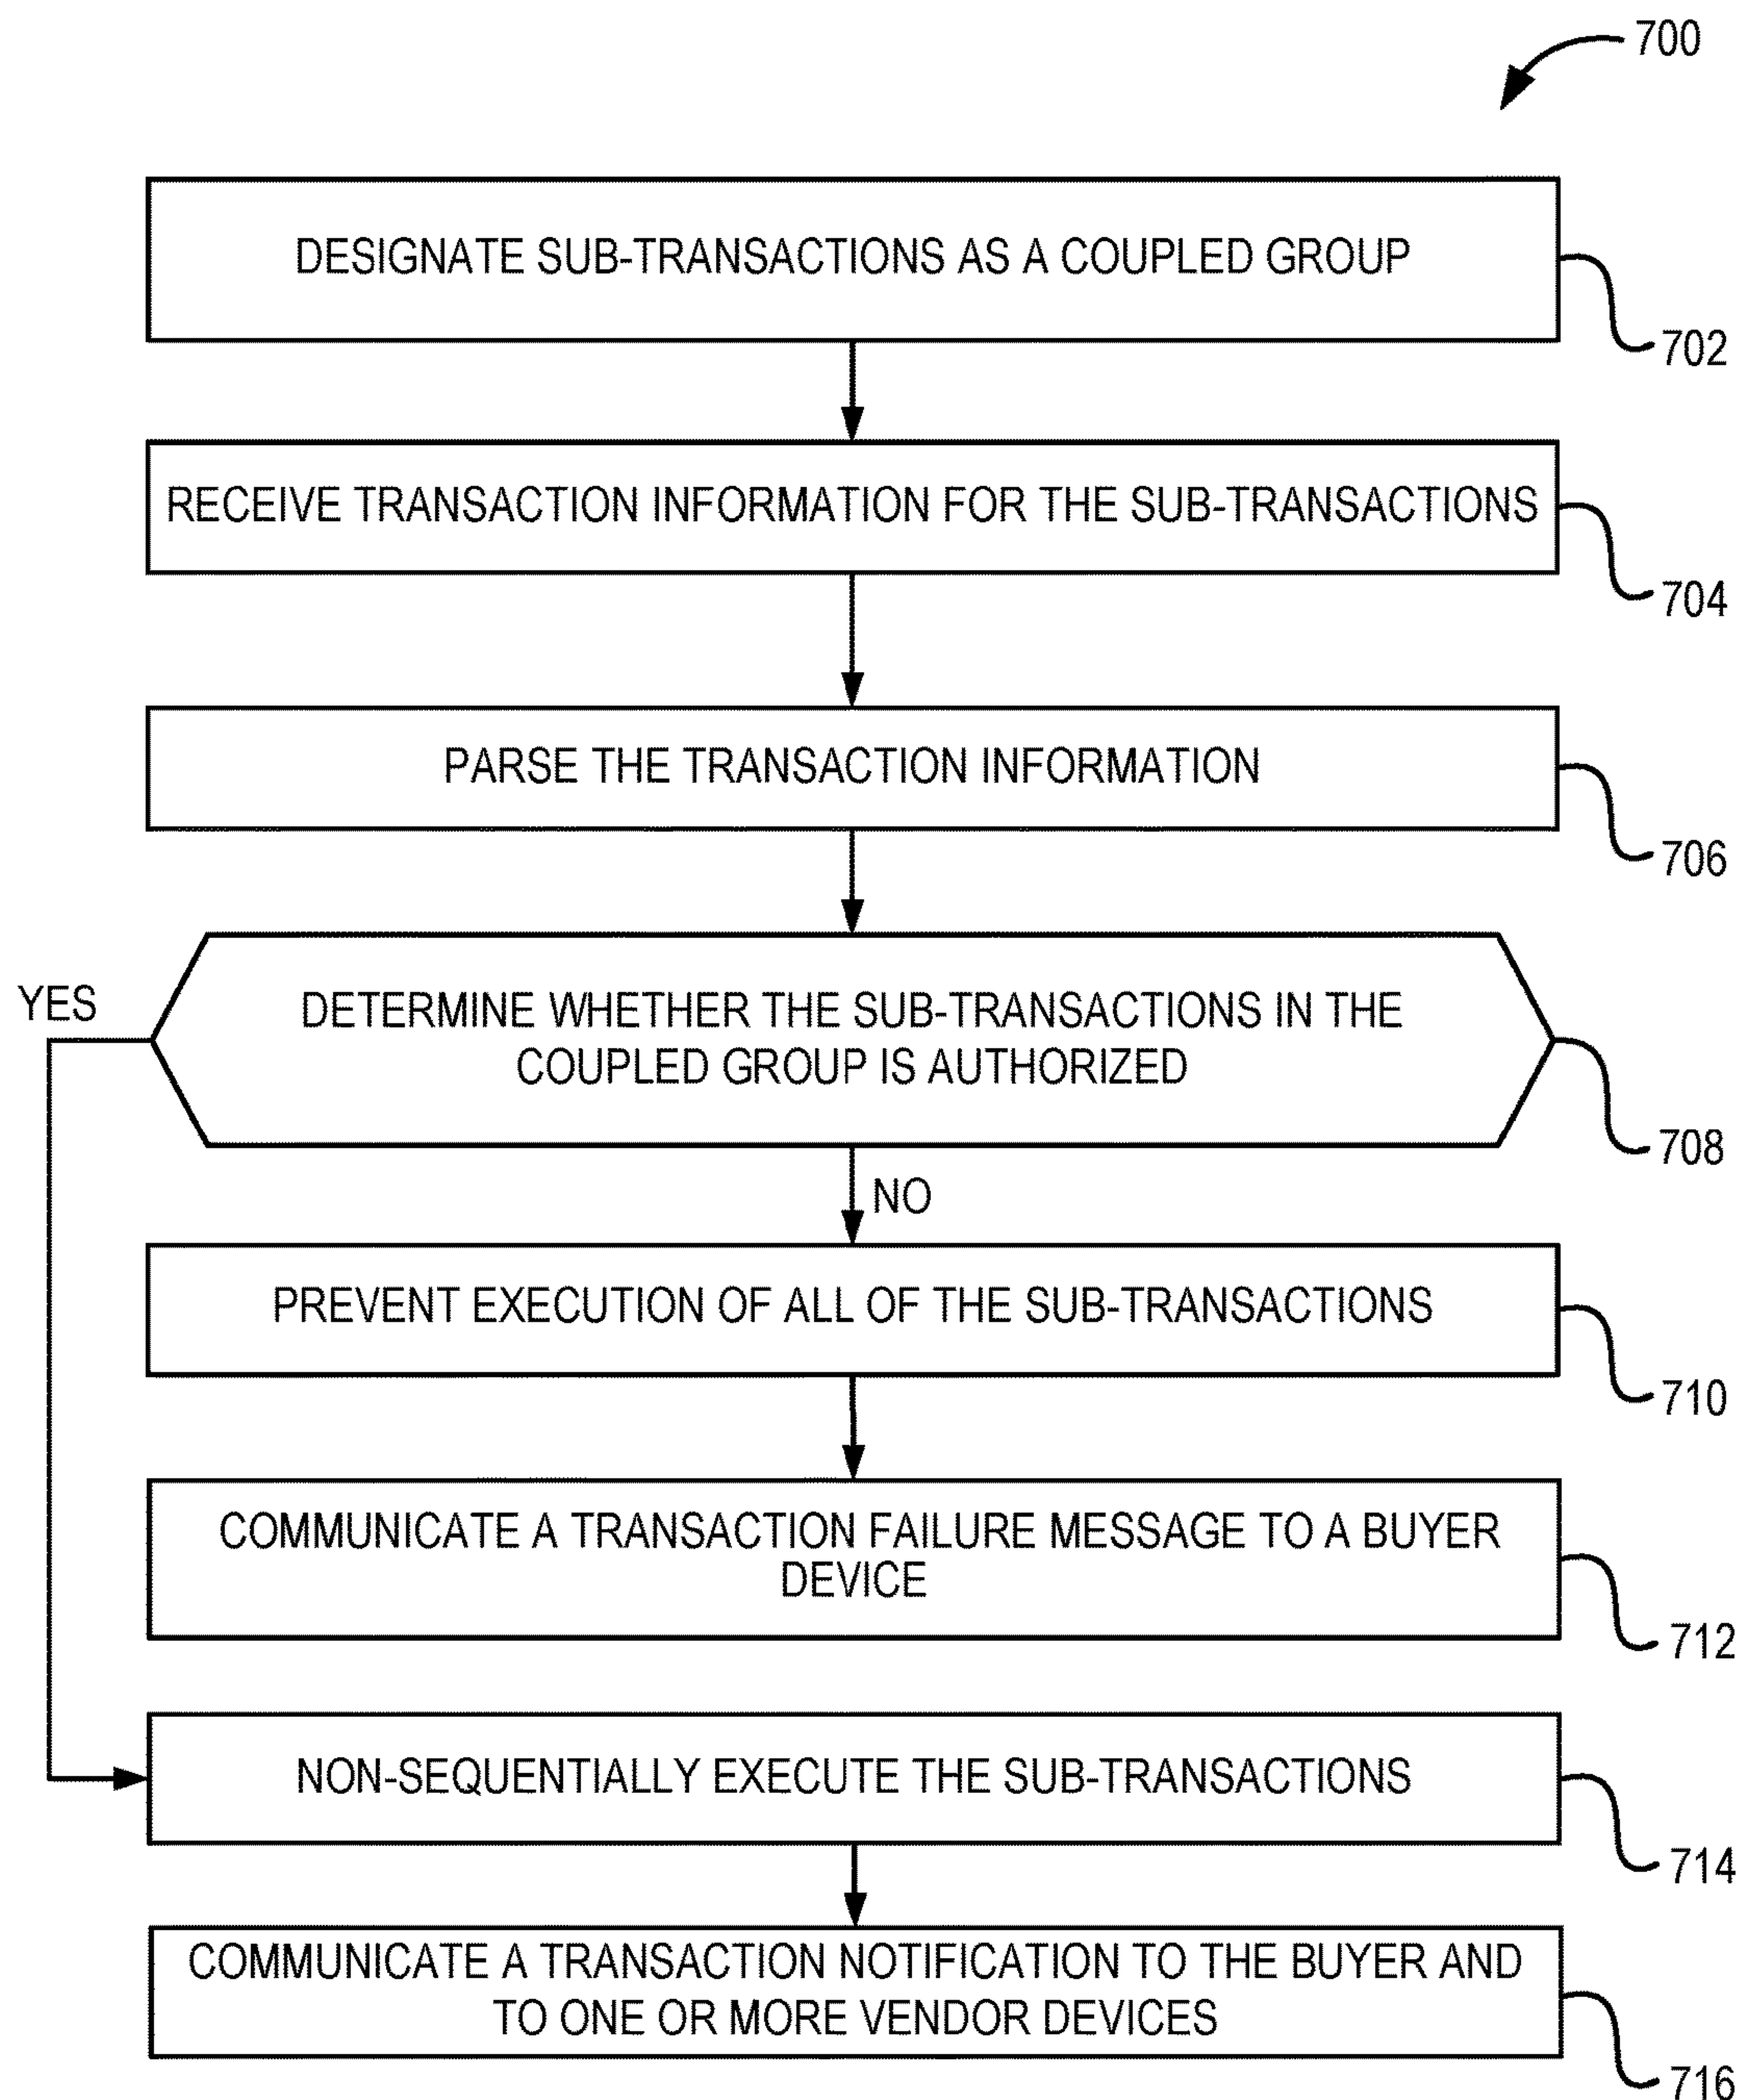 700
DESIGNATE SUB-TRANSACTIONS AS A COUPLED GROUP
702
RECEIVE TRANSACTION INFORMATION FOR THE SUB-TRANSACTIONS
704
PARSE THE TRANSACTION INFORMATION
706
YES
DETERMINE WHETHER THE SUB-TRANSACTIONS IN THE
COUPLED GROUP IS AUTHORIZED
708
NO
PREVENT EXECUTION OF ALL OF THE SUB-TRANSACTIONS
710
COMMUNICATE A TRANSACTION FAILURE MESSAGE TO A BUYER
DEVICE
712
NON-SEQUENTIALLY EXECUTE THE SUB-TRANSACTIONS
714
COMMUNICATE A TRANSACTION NOTIFICATION TO THE BUYER AND
TO ONE OR MORE VENDOR DEVICES
716